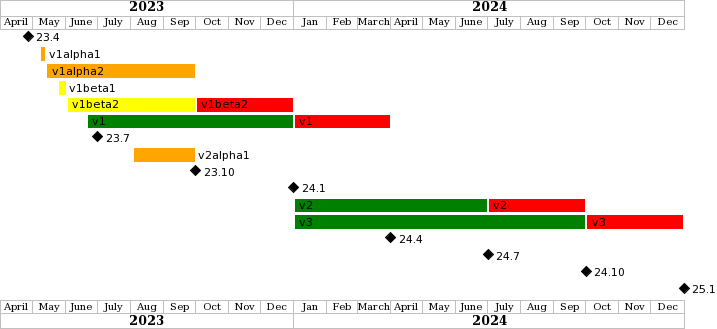 2023 2024
April May June July Aug Sep Oct Nov Dec Jan Feb March April May June July Aug Sep Oct Nov Dec
23.4
v1alpha1
v1alpha2
v1beta1
v1beta2 v1beta2
v1 v1
23.7
v2alpha1
23.10
24.1
v2 v2
v3 v3
24.4
24.7
24.10
25.1
April May June July Aug Sep Oct Nov Dec Jan Feb March April May June July Aug Sep Oct Nov Dec
2023 2024